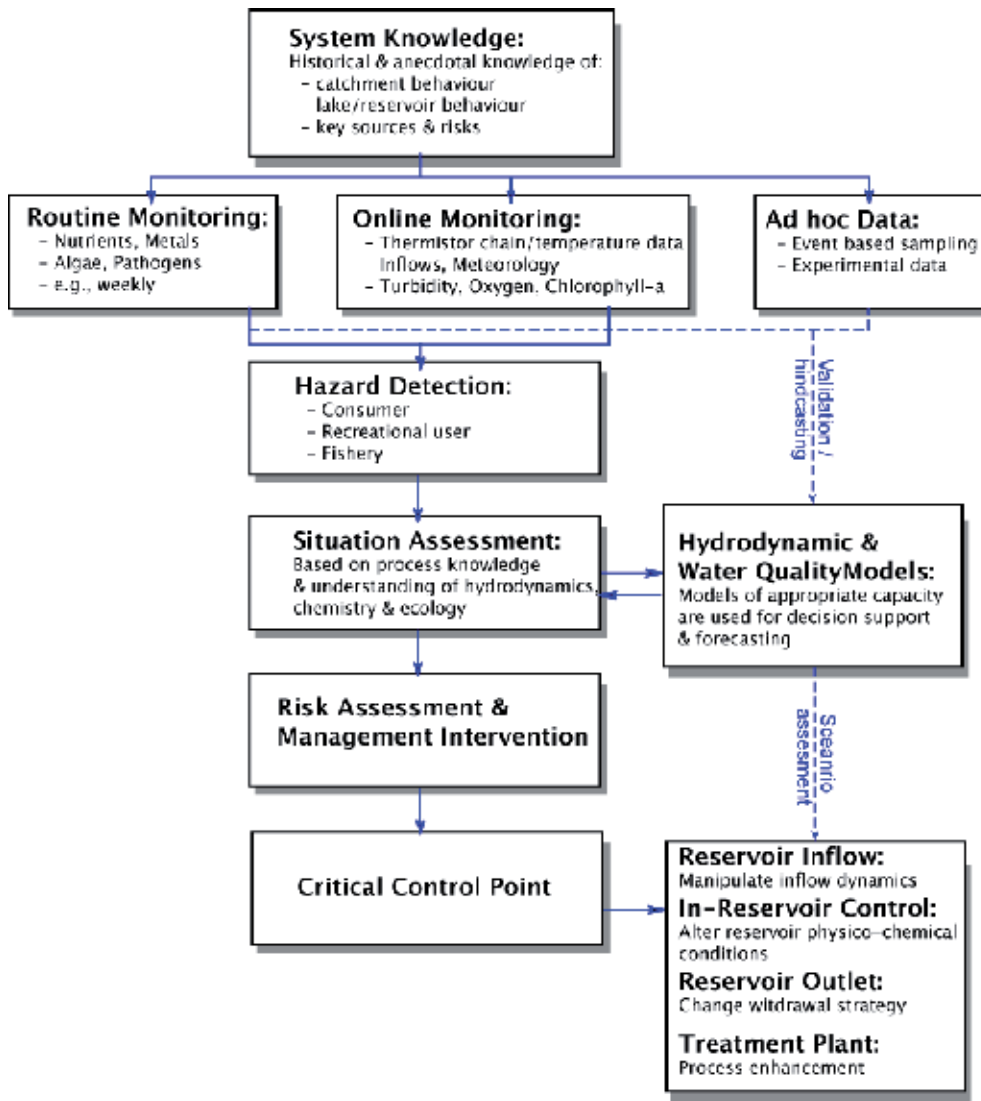 System Knowledge:
Historical & anecdotal knowledge of:
– catchment behaviour
lake/reservoir behaviour
– key sources & risks
Routine Monitoring:
– Nutrients, Metals
– Algae, Pathogens
– e.g., weekly
Online Monitoring:
– Thermistor chain/temperature data
Inflows, Meteorology
– Turbidity, Oxygen, Chlorophyll-a
Ad hoc Data:
– Event based sampling
– Experimental data
Hazard Detection:
– Consumer
– Recreational user
– Fishery
Validation /
hindcasting
Situation Assessment:
Based on process knowledge
& understanding of hydrodynamics,
chemistry & ecology
Hydrodynamic &
Water QualityModels:
Models of appropriate capacity
are used for decision support
& forecasting
Risk Assessment &
Management Intervention
Sceanrio
assesment
Critical Control Point
Reservoir Inflow:
Manipulate inflow dynamics
In-Reservoir Control:
Alter reservoir physico-chemical
conditions
Reservoir Outlet:
Change witdrawal strategy
Treatment Plant:
Process enhancement